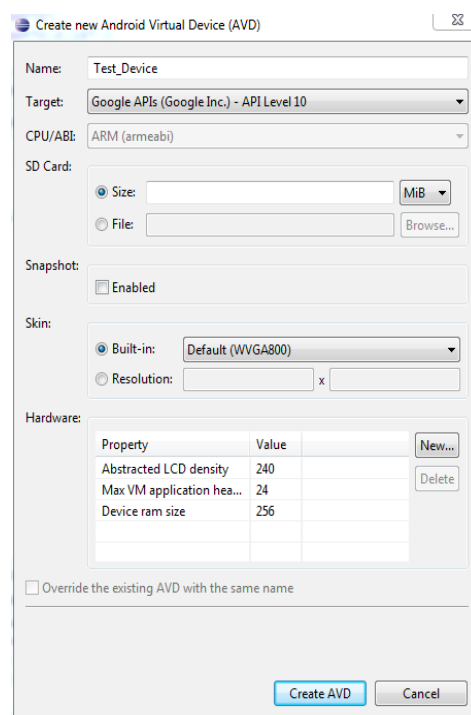 Create new Android Virtual Device (AVD)
Name: Test_Device
Target: Google APIs (Google Inc.) - API Level 10
CPU/ABI: ARM (armeabi)
SD Card:
Size: MiB
File: Browse...
Snapshot:
Enabled
Skin:
Built-in: Default (WVGA800)
Resolution: x
Hardware:
Property Value New...
Abstracted LCD density 240
Delete
Max VM application hea... 24
Device ram size 256
Override the existing AVD with the same name
Create AVD Cancel